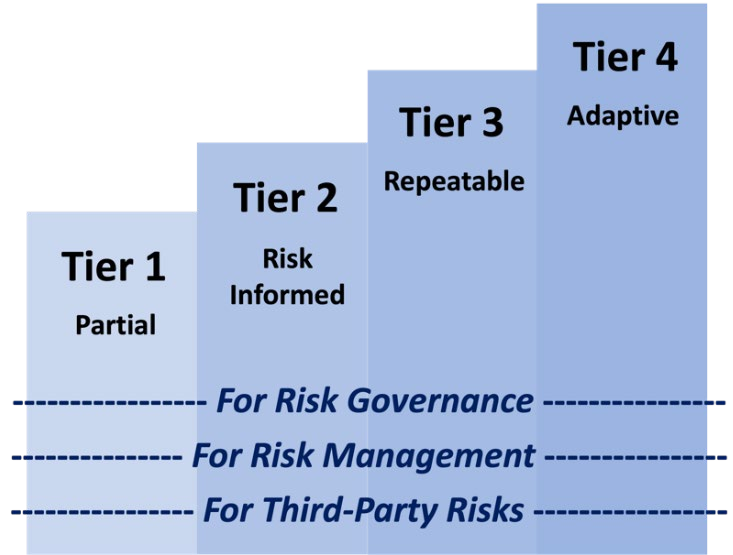 Tier 1
Partial
Tier 2
Risk
Informed
Tier 3
Repeatable
Tier 4
Adaptive
For Risk Governance
For Risk Management
For Third-Party Risks